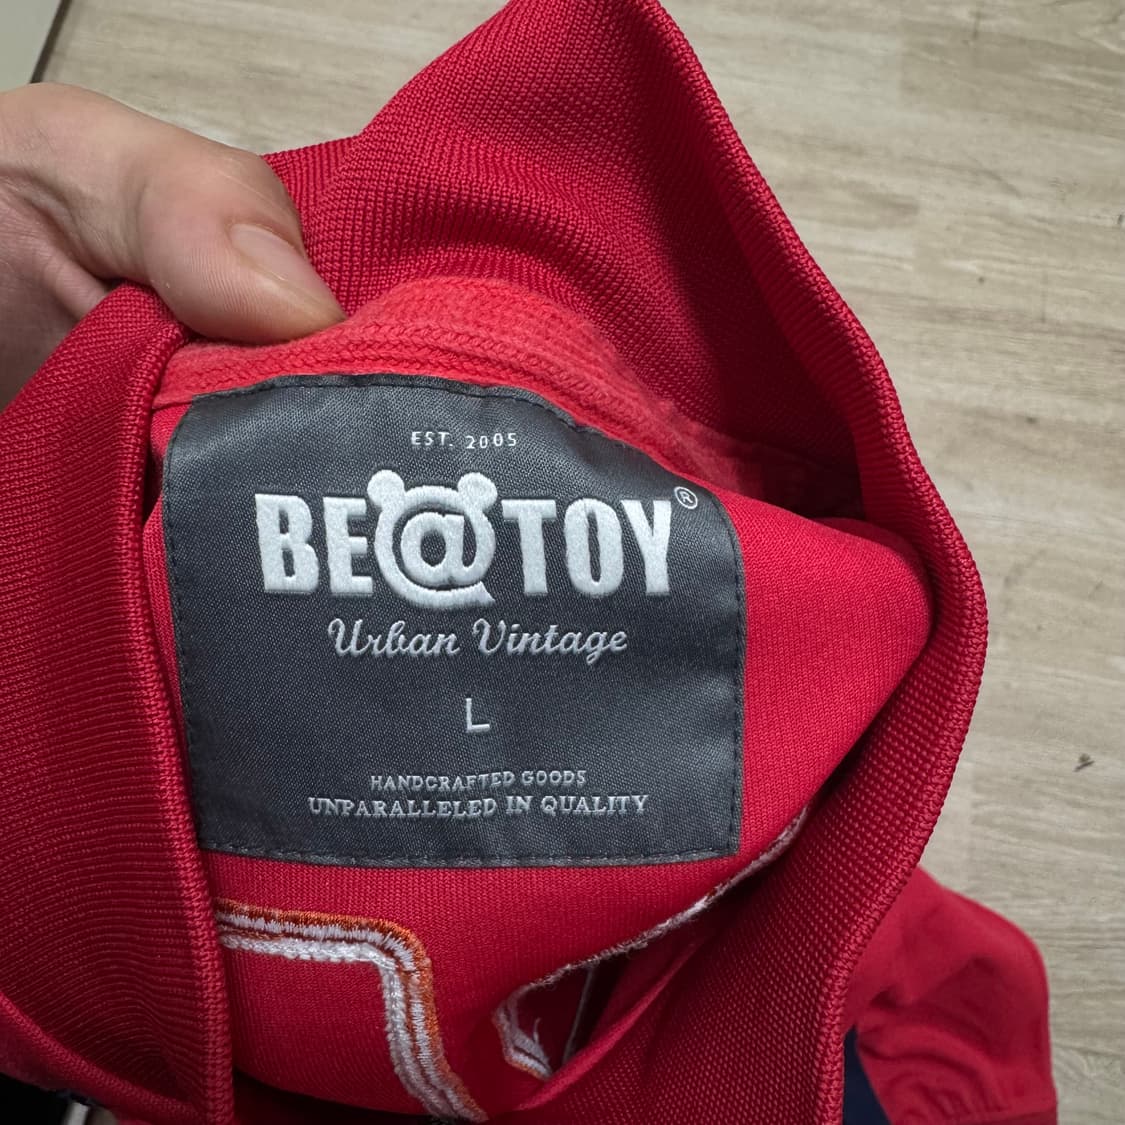 EST. 2005
BE@TOY®
Urban Vintage
L
HANDCRAFTED GOODS
UNPARALLELED IN QUALITY